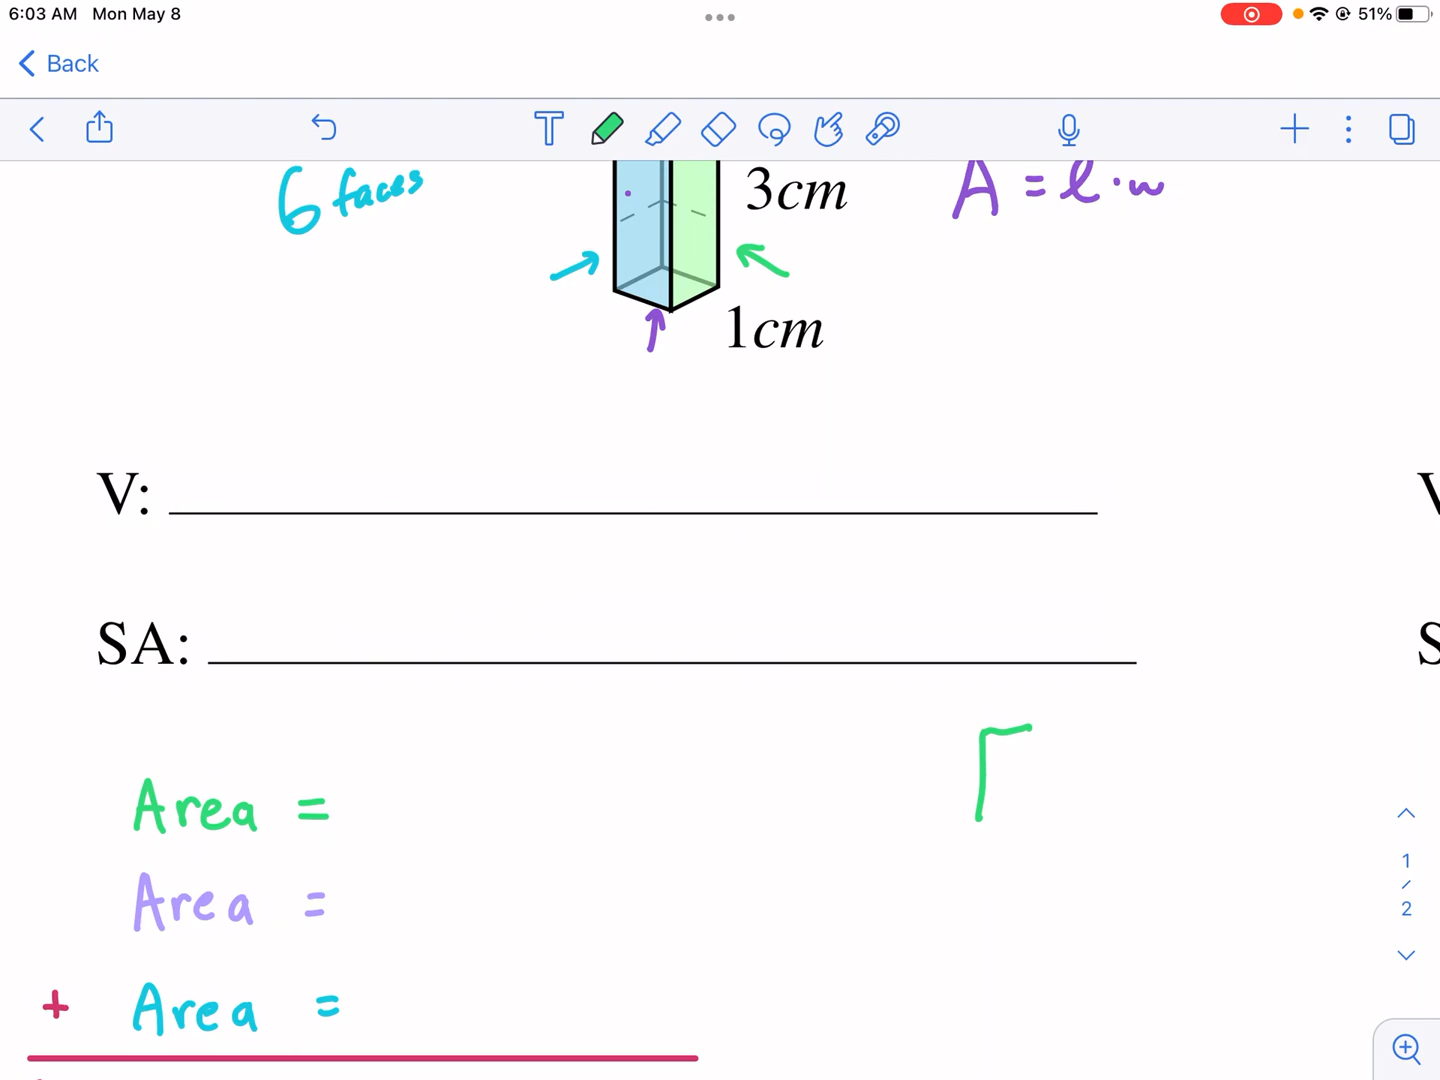 6:03 AM Mon May 8
51%
Back
6 faces
3cm
A = l · w
1cm
V:
V
SA:
S
Area =
Area =
+ Area =
1
/
2